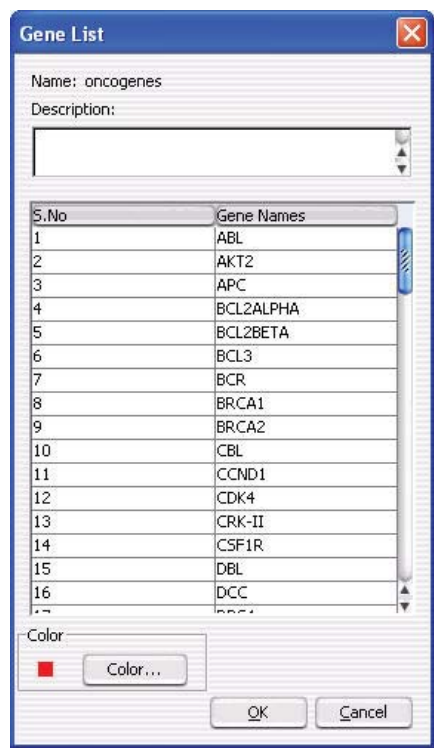 Gene List
Name: oncogenes
Description:
S.No Gene Names
1 ABL
2 AKT2
3 APC
4 BCL2ALPHA
5 BCL2BETA
6 BCL3
7 BCR
8 BRCA1
9 BRCA2
10 CBL
11 CCND1
12 CDK4
13 CRK-II
14 CSF1R
15 DBL
16 DCC
Color
Color...
OK Cancel